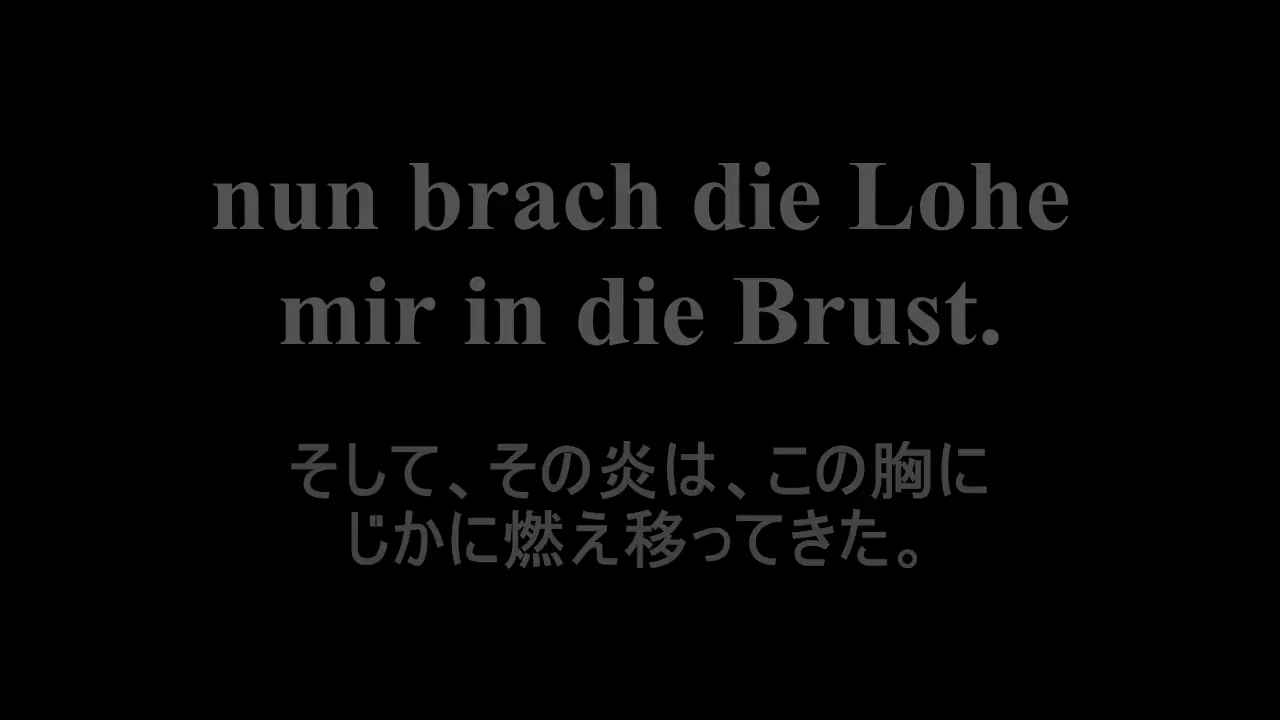 nun brach die Lohe
mir in die Brust.
そして、その炎は、この胸に
じかに燃え移ってきた。